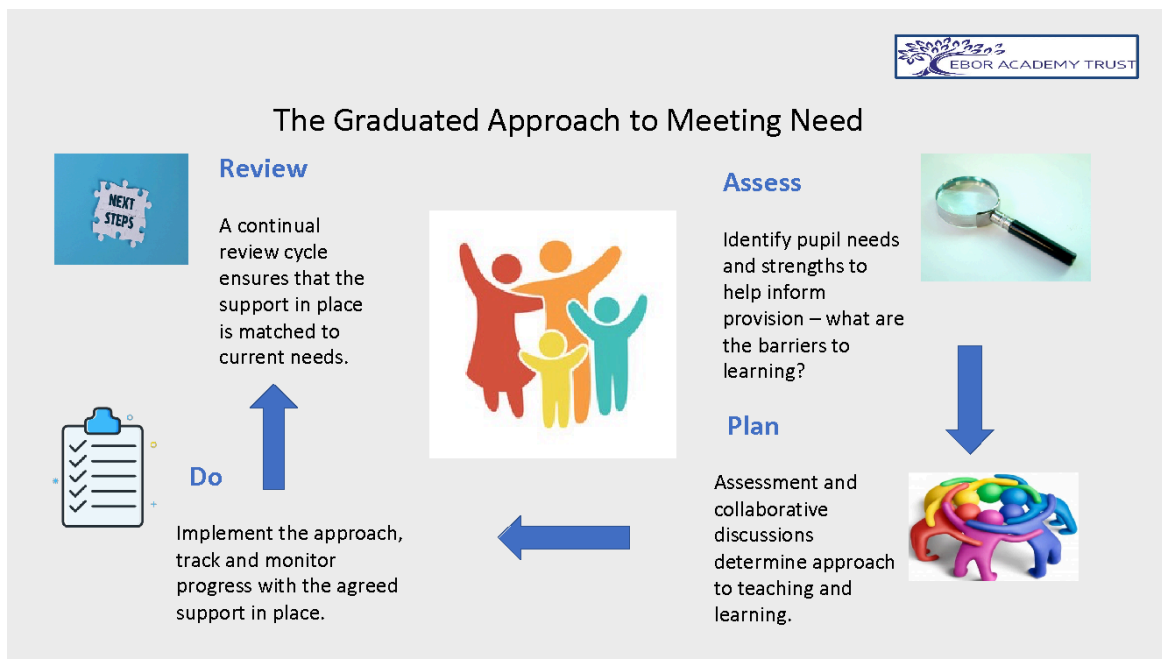 EBOR ACADEMY TRUST
The Graduated Approach to Meeting Need
Review
NEXT
STEPS
A continual
review cycle
ensures that the
support in place
is matched to
current needs.
Assess
Identify pupil needs
and strengths to
help inform
provision – what are
the barriers to
learning?
Plan
Assessment and
collaborative
discussions
determine approach
to teaching and
learning.
Do
Implement the approach,
track and monitor
progress with the agreed
support in place.